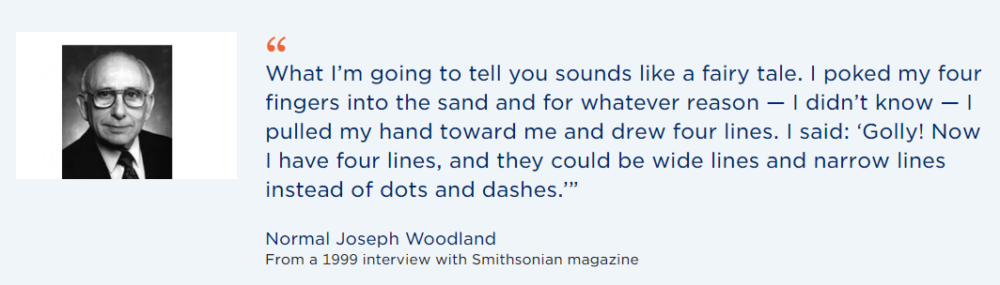 “
What I’m going to tell you sounds like a fairy tale. I poked my four
fingers into the sand and for whatever reason — I didn’t know — I
pulled my hand toward me and drew four lines. I said: ‘Golly! Now
I have four lines, and they could be wide lines and narrow lines
instead of dots and dashes.’”
Normal Joseph Woodland
From a 1999 interview with Smithsonian magazine